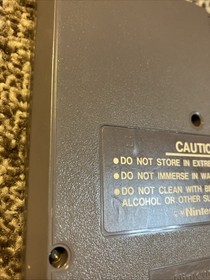 CAUTIO
• DO NOT STORE IN EXTRE
• DO NOT IMMERSE IN WA
• DO NOT CLEAN WITH BE
ALCOHOL OR OTHER SU
Ninten